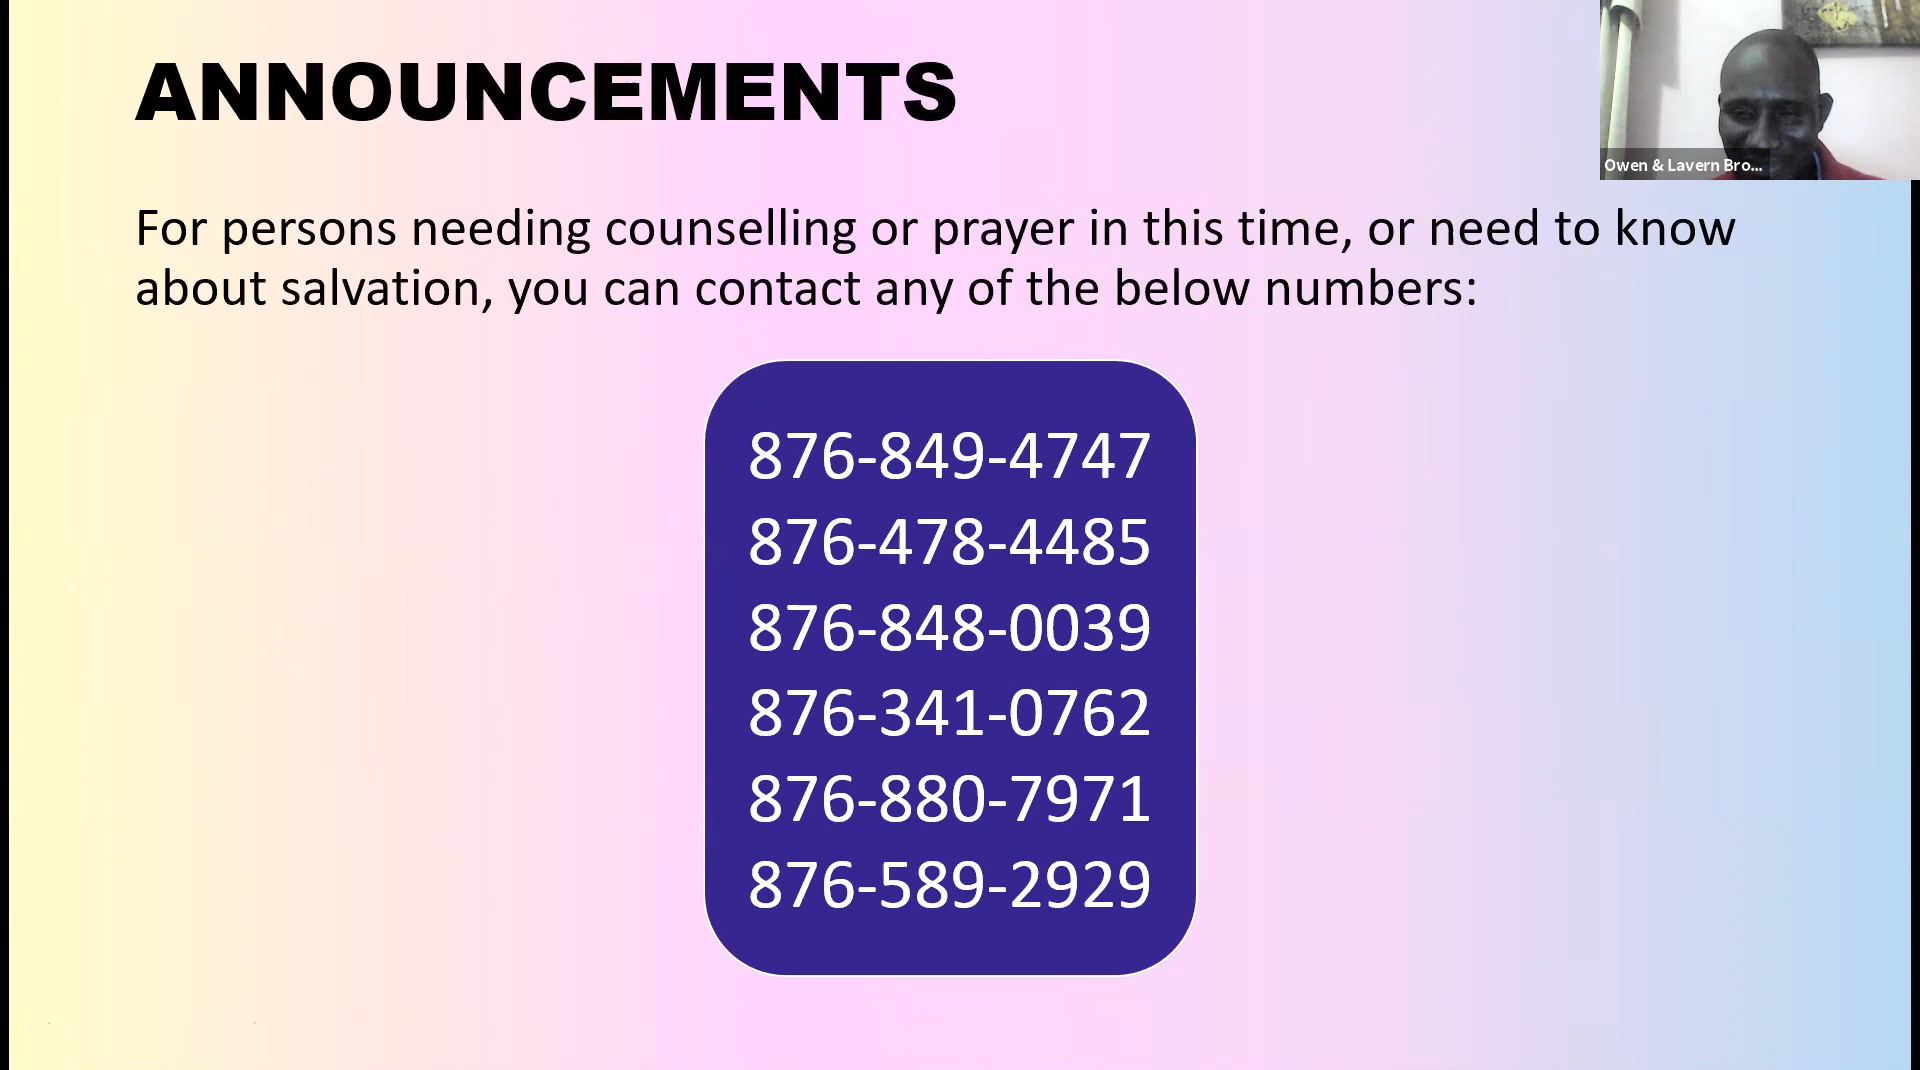 ANNOUNCEMENTS
Owen & Lavern Bro...
For persons needing counselling or prayer in this time, or need to know
about salvation, you can contact any of the below numbers:
876-849-4747
876-478-4485
876-848-0039
876-341-0762
876-880-7971
876-589-2929